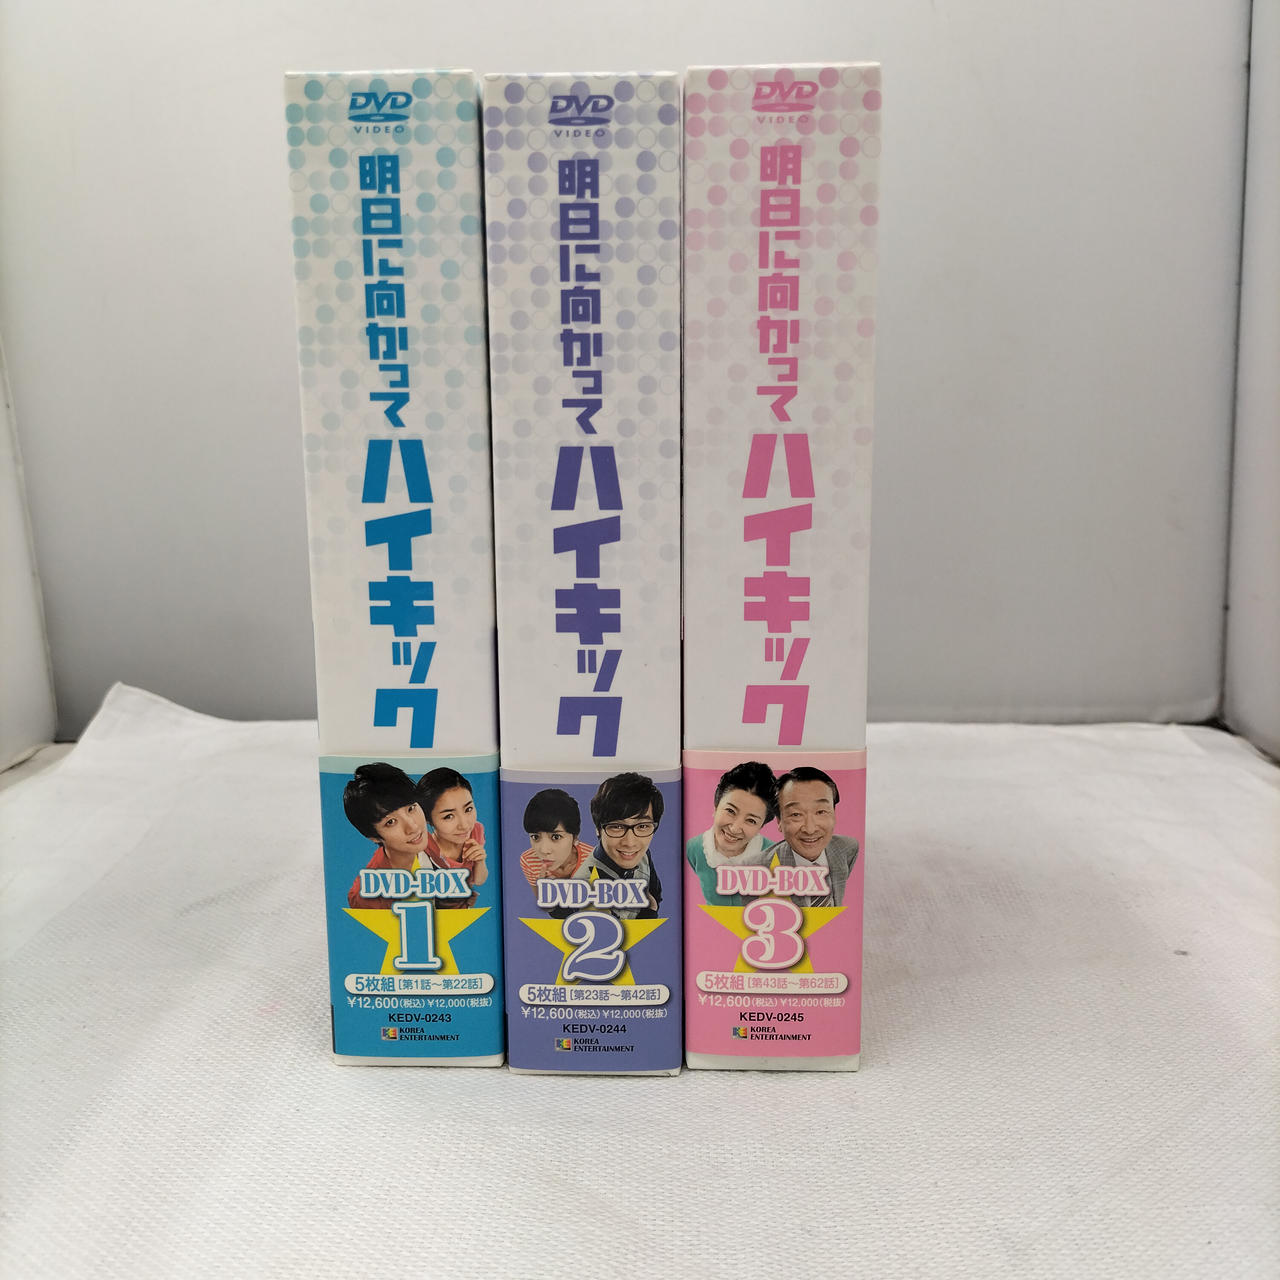 DVD
VIDEO
明日に向かって
ハイキック
DVD-BOX
1
5枚組[第1話~第22話]
¥12,600(税込)¥12,000(税抜)
KEDV-0243
KE KOREA
ENTERTAINMENT
DVD
VIDEO
明日に向かって
ハイキック
DVD-BOX
2
5枚組[第23話~第42話]
¥12,600(税込)¥12,000(税抜)
KEDV-0244
KE KOREA
ENTERTAINMENT
DVD
VIDEO
明日に向かって
ハイキック
DVD-BOX
3
5枚組[第43話~第62話]
¥12,600(税込)¥12,000(税抜)
KEDV-0245
KE KOREA
ENTERTAINMENT